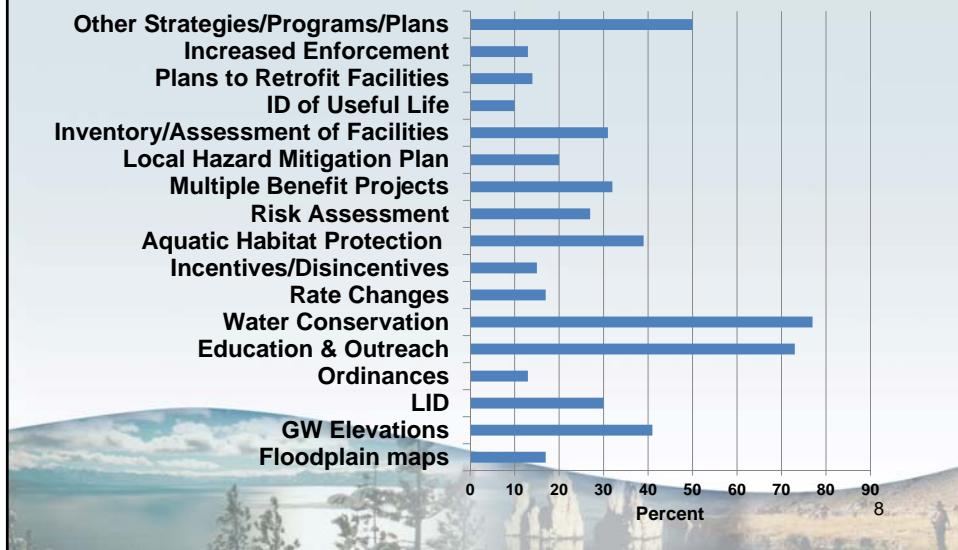 Other Strategies/Programs/Plans
Increased Enforcement
Plans to Retrofit Facilities
ID of Useful Life
Inventory/Assessment of Facilities
Local Hazard Mitigation Plan
Multiple Benefit Projects
Risk Assessment
Aquatic Habitat Protection
Incentives/Disincentives
Rate Changes
Water Conservation
Education & Outreach
Ordinances
LID
GW Elevations
Floodplain maps
0 10 20 30 40 50 60 70 80 90
Percent
8